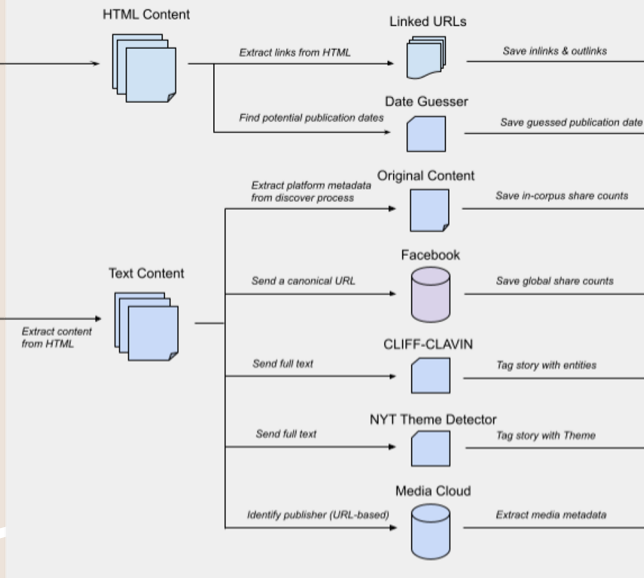 HTML Content
Linked URLs
Extract links from HTML
Save inlinks & outlinks
Date Guesser
Find potential publication dates
Save guessed publication date
Original Content
Extract platform metadata
from discover process
Save in-corpus share counts
Facebook
Text Content
Send a canonical URL
Save global share counts
Extract content
from HTML
CLIFF-CLAVIN
Send full text
Tag story with entities
NYT Theme Detector
Send full text
Tag story with Theme
Media Cloud
Identify publisher (URL-based)
Extract media metadata